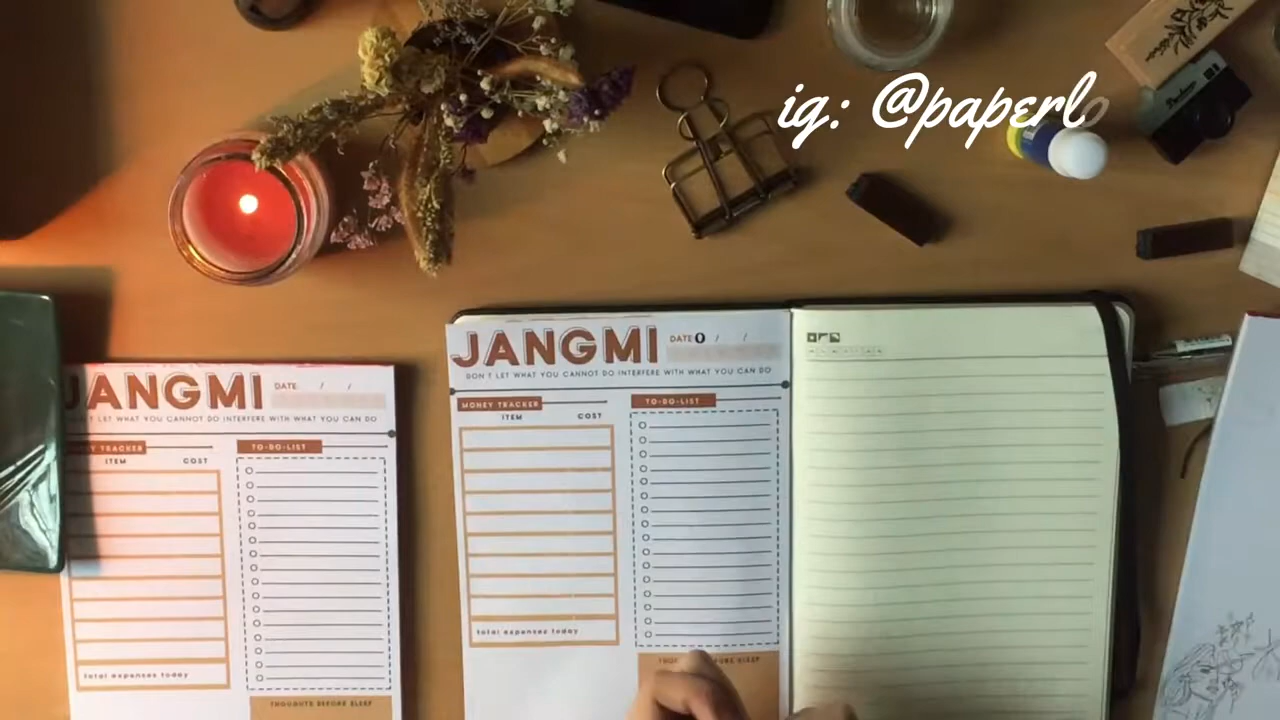 ig: @paperl
JANGMI
DATE 0 / /
DON'T LET WHAT YOU CANNOT DO INTERFERE WITH WHAT YOU CAN DO
MONEY TRACKER
ITEM COST
total expenses today
TO-DO-LIST
JANGMI
DATE / /
LET WHAT YOU CANNOT DO INTERFERE WITH WHAT YOU CAN DO
TRACKER
ITEM COST
total expenses today
TO-DO-LIST
THOUGHTS BEFORE SLEEP